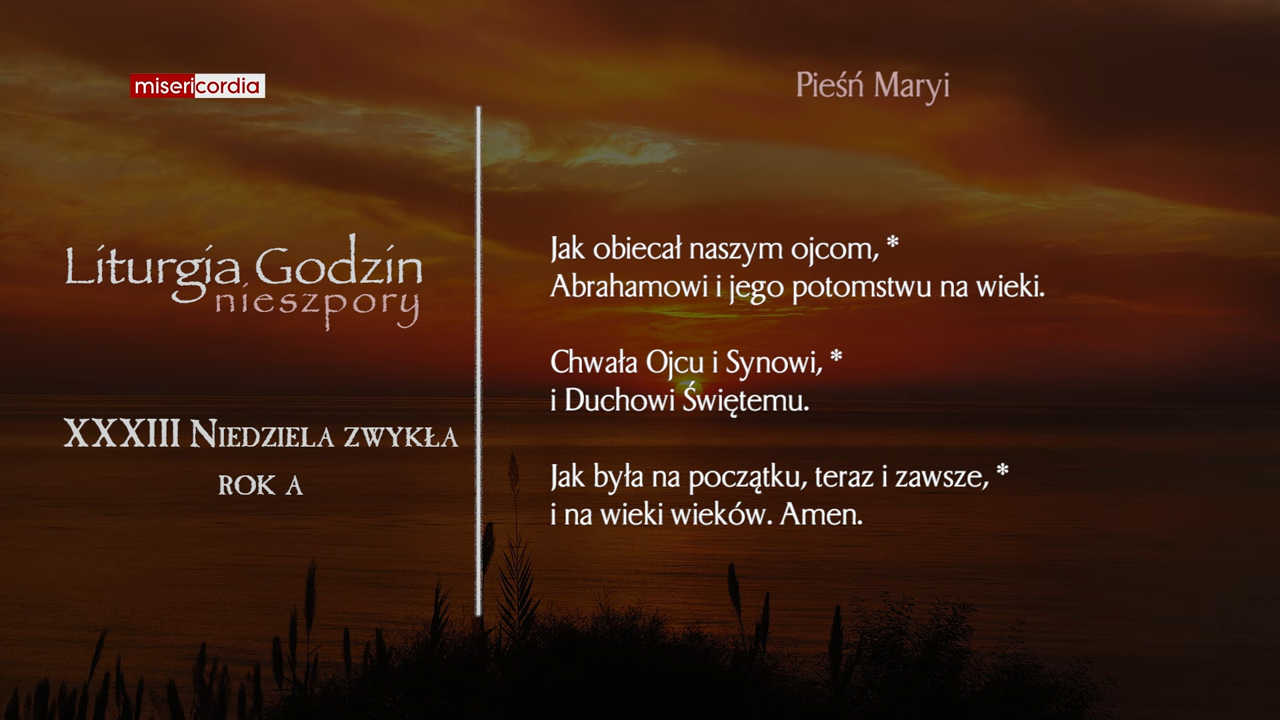 misericordia
Liturgia Godzin
nieszpory
XXXIII Niedziela zwykła
rok A
Pieśń Maryi
Jak obiecał naszym ojcom, *
Abrahamowi i jego potomstwu na wieki.
Chwała Ojcu i Synowi, *
i Duchowi Świętemu.
Jak była na początku, teraz i zawsze, *
i na wieki wieków. Amen.